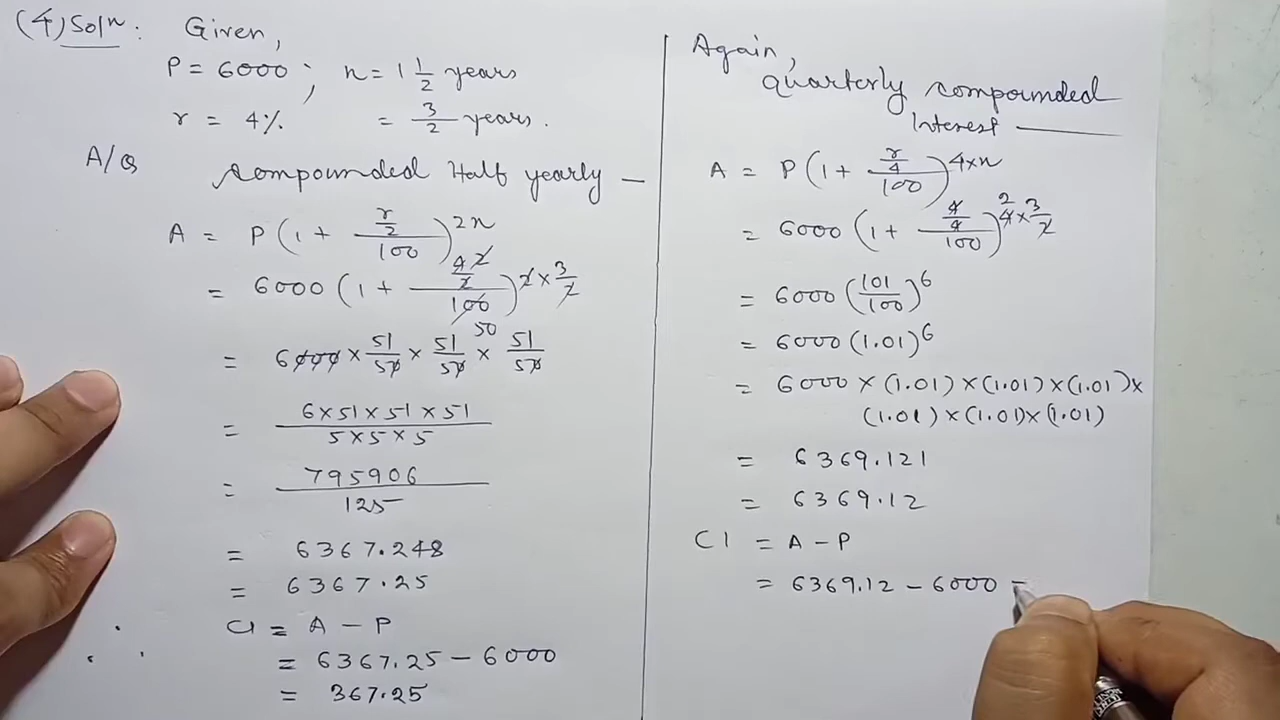 (4) Solⁿ: Given,
P = 6000 ; n = 1 1/2 years
r = 4% = 3/2 years.
A/Q Compounded Half yearly —
A = P(1 + (r/2)/100)^2n
= 6000 (1 + (4/2)/100)^2×3/2
2
50
= 6000 × 51/50 × 51/50 × 51/50
= 6×51×51×51 / 5×5×5
= 795906 / 125
= 6367.248
= 6367.25
∴ CI = A - P
= 6367.25 - 6000
= 367.25
Again,
Quarterly compounded
Interest —
A = P(1 + (r/4)/100)^4×n
= 6000 (1 + (4/4)/100)^4×3/2
2
= 6000 (101/100)^6
= 6000 (1.01)^6
= 6000 × (1.01) × (1.01) × (1.01) ×
(1.01) × (1.01) × (1.01)
= 6369.121
= 6369.12
CI = A - P
= 6369.12 - 6000 =